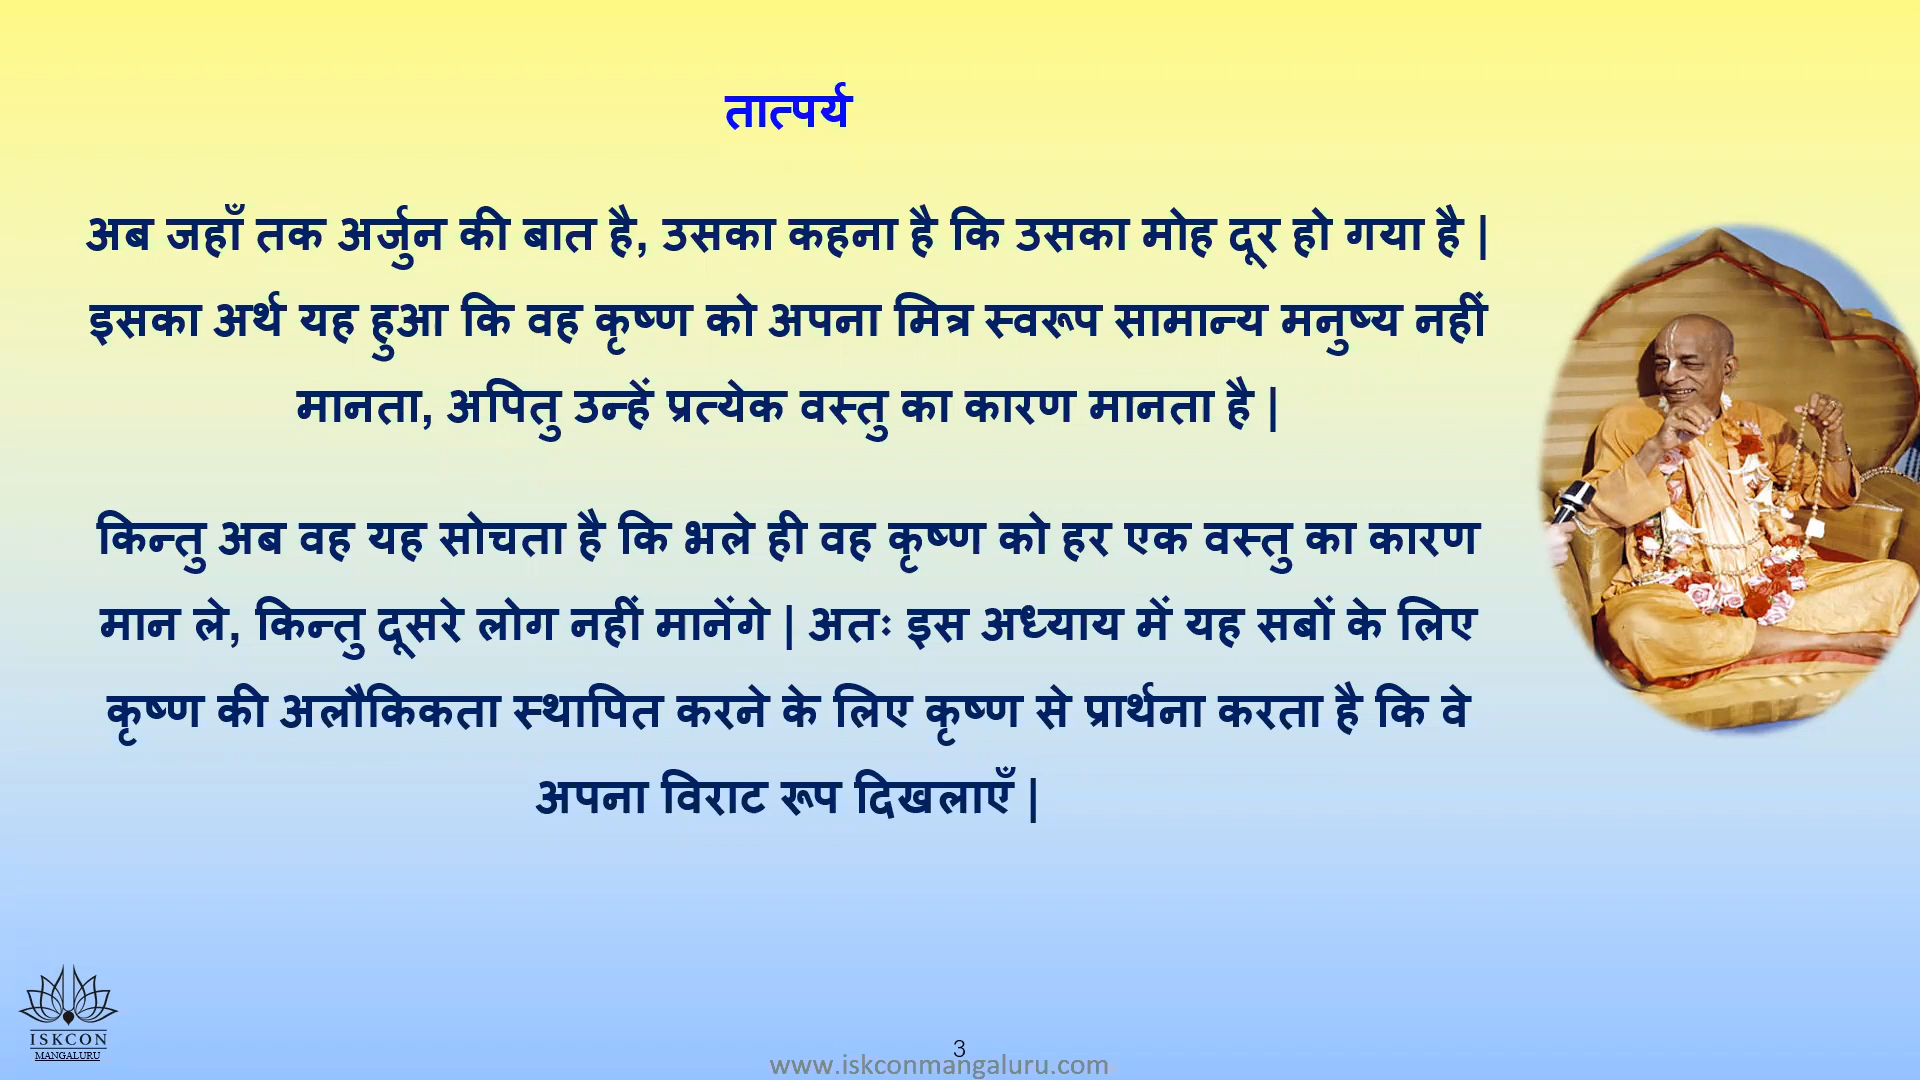 तात्पर्य
अब जहाँ तक अर्जुन की बात है, उसका कहना है कि उसका मोह दूर हो गया है |
इसका अर्थ यह हुआ कि वह कृष्ण को अपना मित्र स्वरूप सामान्य मनुष्य नहीं
मानता, अपितु उन्हें प्रत्येक वस्तु का कारण मानता है |
किन्तु अब वह यह सोचता है कि भले ही वह कृष्ण को हर एक वस्तु का कारण
मान ले, किन्तु दूसरे लोग नहीं मानेंगे | अतः इस अध्याय में यह सबों के लिए
कृष्ण की अलौकिकता स्थापित करने के लिए कृष्ण से प्रार्थना करता है कि वे
अपना विराट रूप दिखलाएँ |
ISKCON
MANGALURU
3
www.iskconmangaluru.com